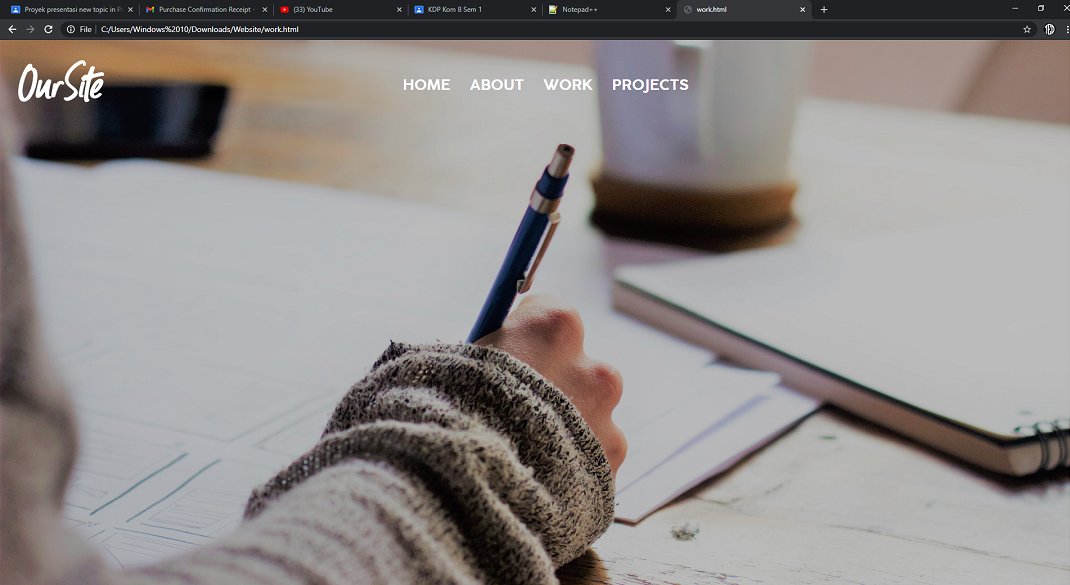 Proyek presentasi new topic in Pa
Purchase Confirmation Receipt -
(33) YouTube
KDP Kom 8 Sem 1
Notepad++
work.html
File
C:/Users/Windows%2010/Downloads/Website/work.html
OurSite
HOME ABOUT WORK PROJECTS